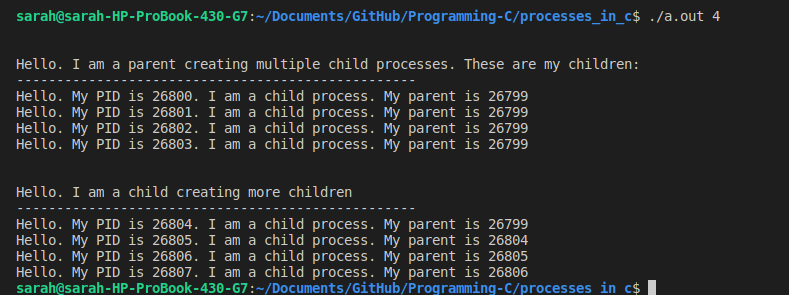 sarah@sarah-HP-ProBook-430-G7:~/Documents/GitHub/Programming-C/processes_in_c$ ./a.out 4
Hello. I am a parent creating multiple child processes. These are my children:
--------------------------------------------------
Hello. My PID is 26800. I am a child process. My parent is 26799
Hello. My PID is 26801. I am a child process. My parent is 26799
Hello. My PID is 26802. I am a child process. My parent is 26799
Hello. My PID is 26803. I am a child process. My parent is 26799
Hello. I am a child creating more children
--------------------------------------------------
Hello. My PID is 26804. I am a child process. My parent is 26799
Hello. My PID is 26805. I am a child process. My parent is 26804
Hello. My PID is 26806. I am a child process. My parent is 26805
Hello. My PID is 26807. I am a child process. My parent is 26806
sarah@sarah-HP-ProBook-430-G7:~/Documents/GitHub/Programming-C/processes_in_c$